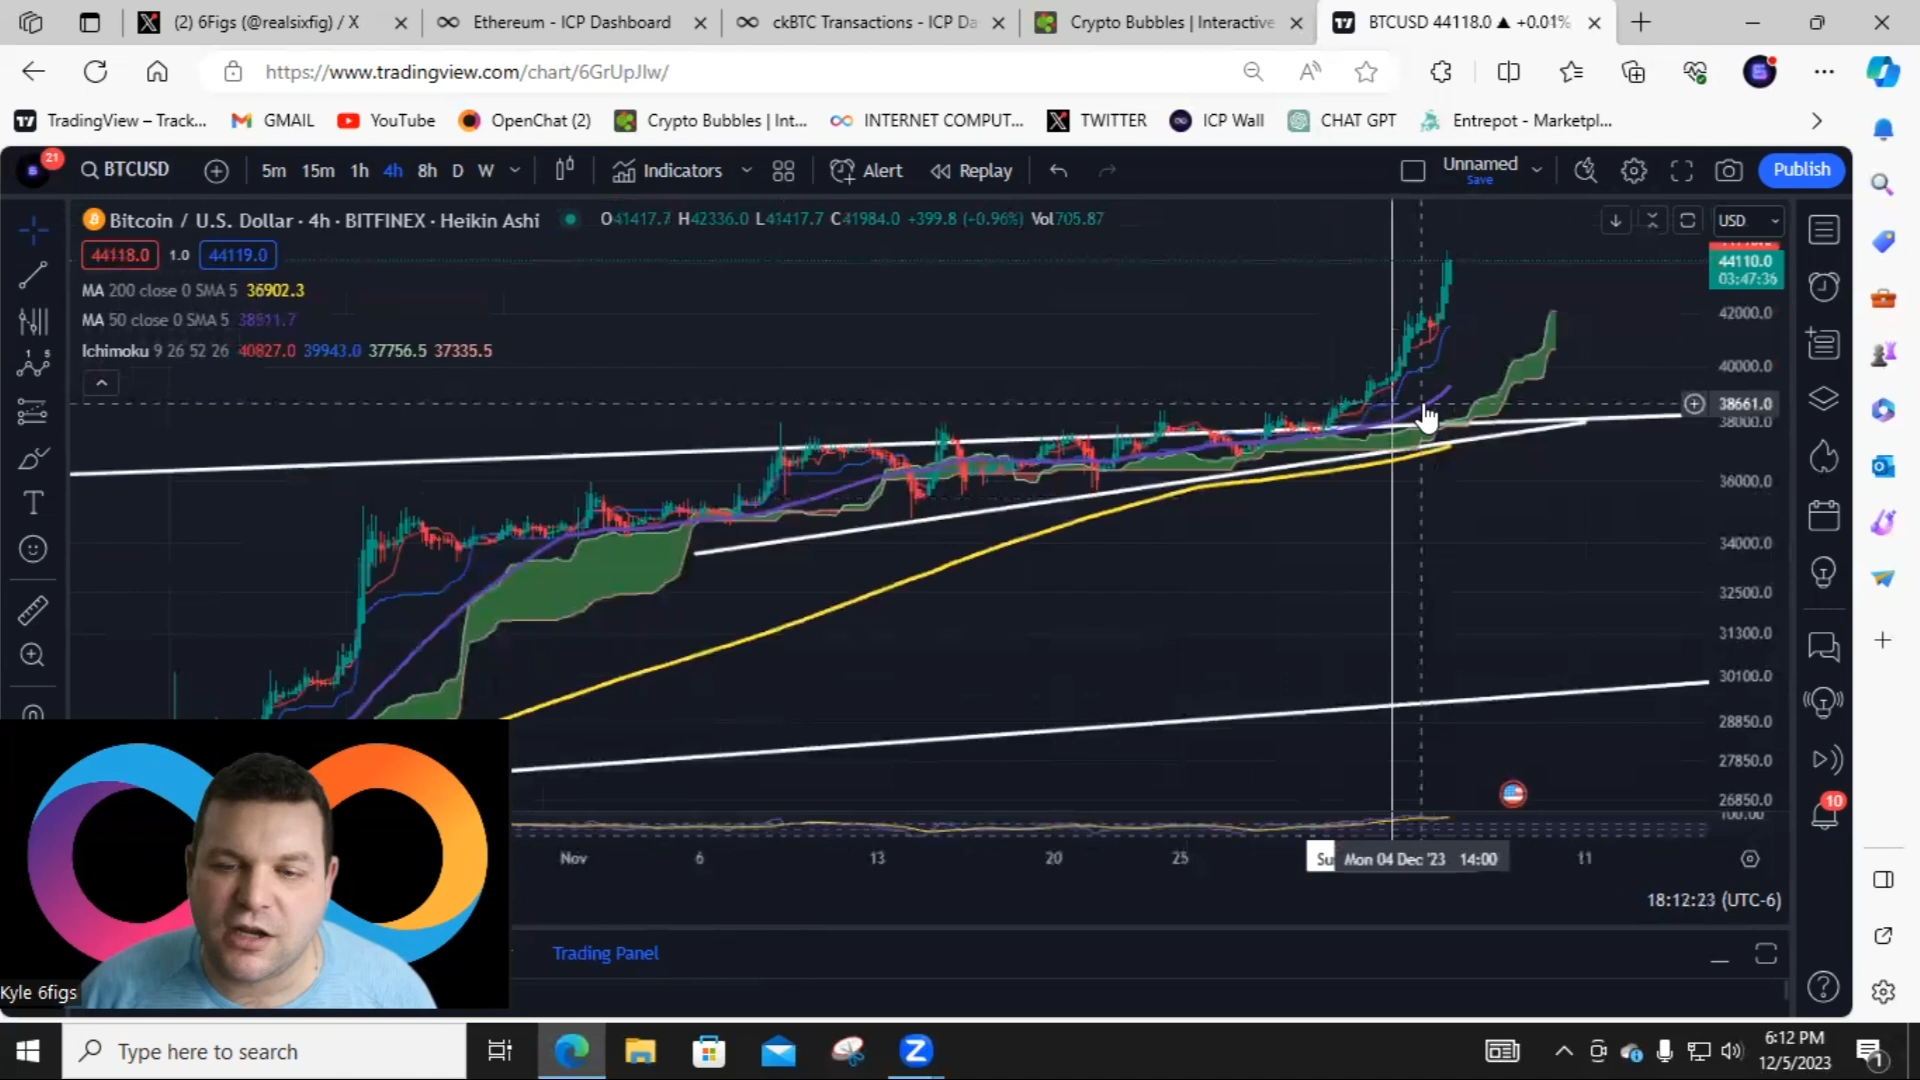 (2) 6Figs (@realsixfig) / X
Ethereum - ICP Dashboard
ckBTC Transactions - ICP Da
Crypto Bubbles | Interactive
BTCUSD 44118.0 ▲ +0.01%
https://www.tradingview.com/chart/6GrUpJlw/
TradingView – Track...
GMAIL
YouTube
OpenChat (2)
Crypto Bubbles | Int...
INTERNET COMPUT...
TWITTER
ICP Wall
CHAT GPT
Entrepot - Marketpl...
21
BTCUSD
5m 15m 1h 4h 8h D W
Indicators
Alert
Replay
Unnamed
Save
Publish
Bitcoin / U.S. Dollar · 4h · BITFINEX · Heikin Ashi
O41417.7 H42336.0 L41417.7 C41984.0 +399.8 (+0.96%) Vol705.87
USD
44118.0 1.0 44119.0
44110.0
03:47:36
MA 200 close 0 SMA 5 36902.3
MA 50 close 0 SMA 5
Ichimoku 9 26 52 26 40827.0 39943.0 37756.5 37335.5
42000.0
40000.0
38661.0
38000.0
36000.0
34000.0
32500.0
31300.0
30100.0
28850.0
27850.0
26850.0
100.00
10
Nov 6 13 20 25 Su Mon 04 Dec '23 14:00 11
18:12:23 (UTC-6)
Trading Panel
Kyle 6figs
Type here to search
6:12 PM
12/5/2023
1